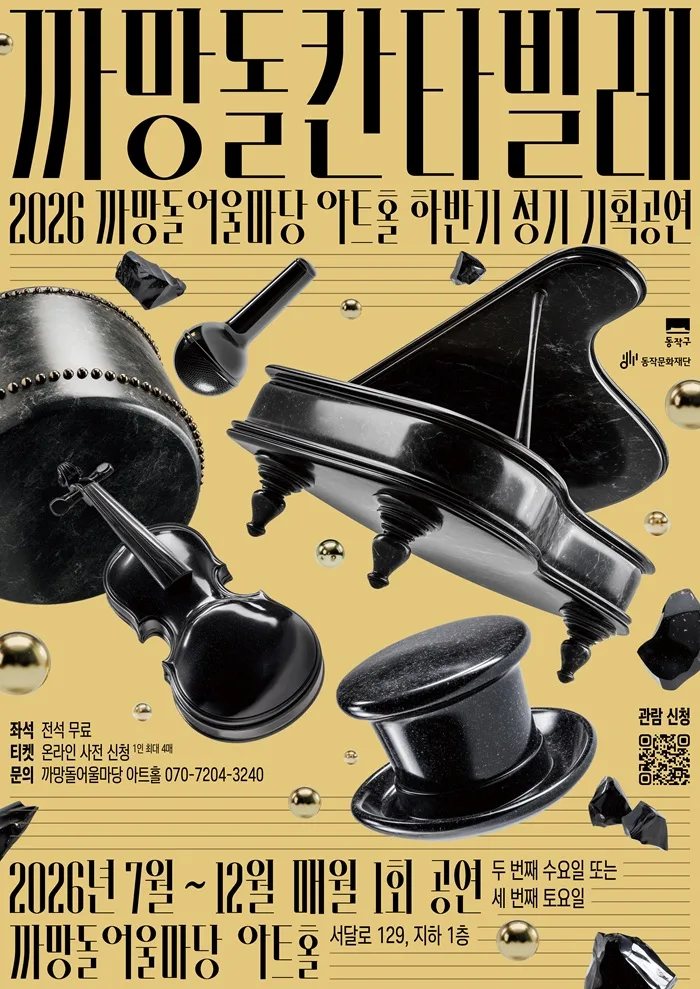 까망돌칸타빌레
2026 까망돌어울마당 아트홀 하반기 정기 기획공연
동작구
동작문화재단
관람 신청
좌석 전석 무료
티켓 온라인 사전 신청 1인 최대 4매
문의 까망돌어울마당 아트홀 070-7204-3240
2026년 7월 ~ 12월 매월 1회 공연 두 번째 수요일 또는
세 번째 토요일
까망돌어울마당 아트홀 서달로 129, 지하 1층